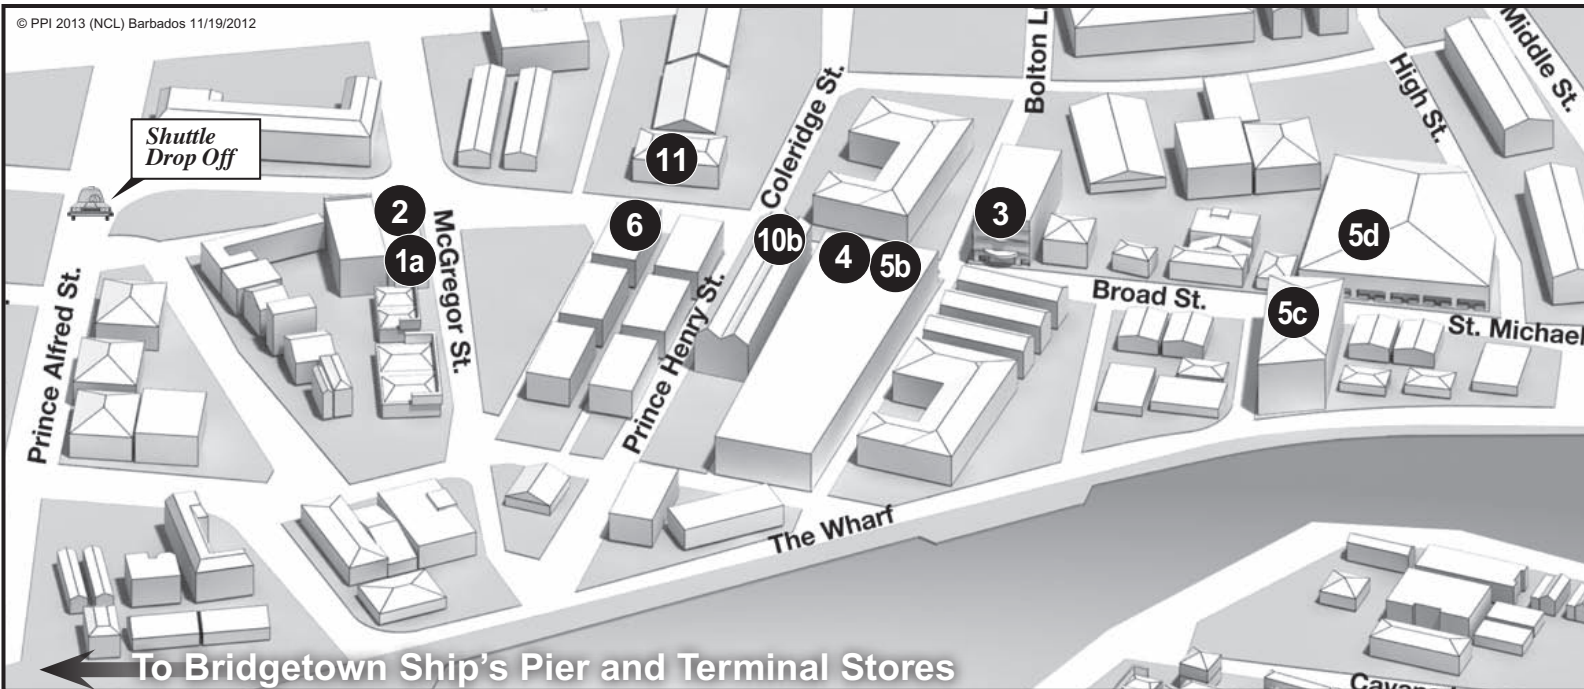 © PPI 2013 (NCL) Barbados 11/19/2012
Shuttle
Drop Off
Prince Alfred St.
McGregor St.
Prince Henry St.
Coleridge St.
Bolton L
High St.
Middle St.
Broad St.
St. Michael
The Wharf
2
1a
6
11
10b
4
5b
3
5d
5c
To Bridgetown Ship's Pier and Terminal Stores